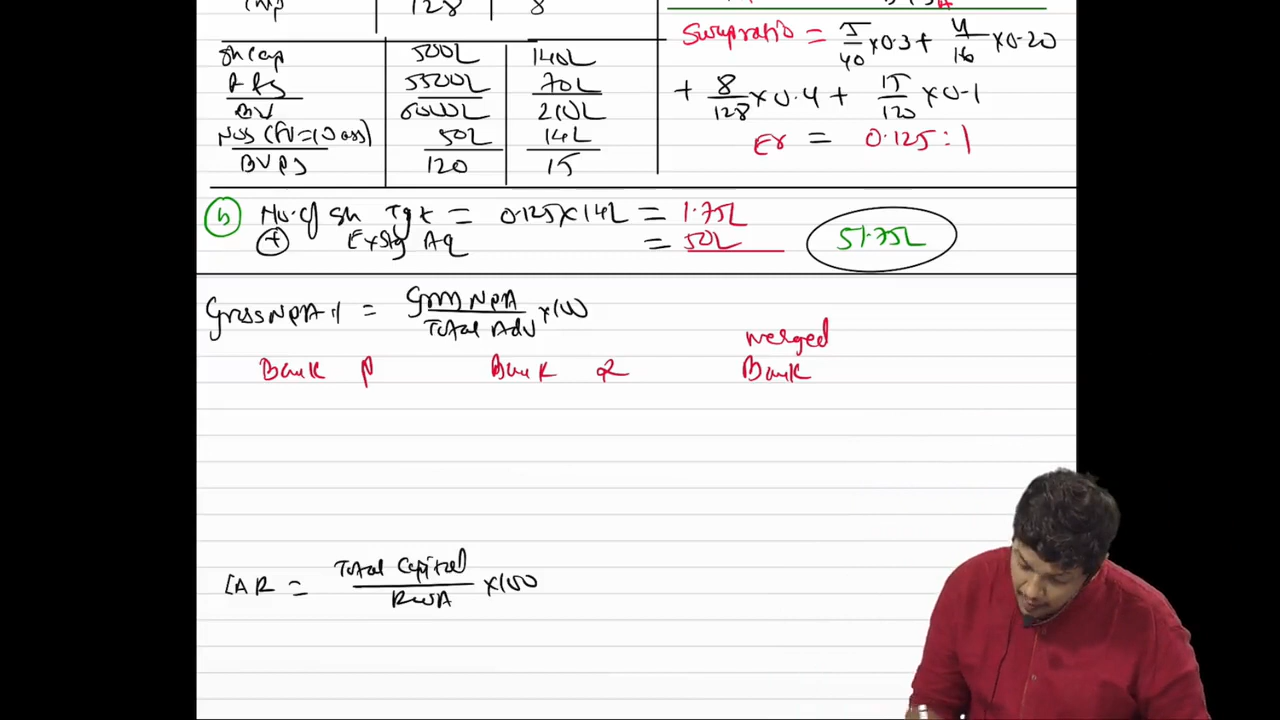 128 8
Sh Cap 500L 140L
R&S 5500L 70L
BV 6000L 210L
NOS (FV=10 ass) 50L 14L
BVPS 120 15
Swap ratio = 5/40 × 0.3 + 4/16 × 0.20
+ 8/128 × 0.4 + 15/120 × 0.1
Er = 0.125 : 1
b No. of Sh Tgt = 0.125×14L = 1.75L
+ Exstg Aq = 50L 51.75L
Gross NPA % = Gross NPA / Total Adv × 100
merged
Bank P Bank R Bank
CAR = Total Capital / RWA × 100